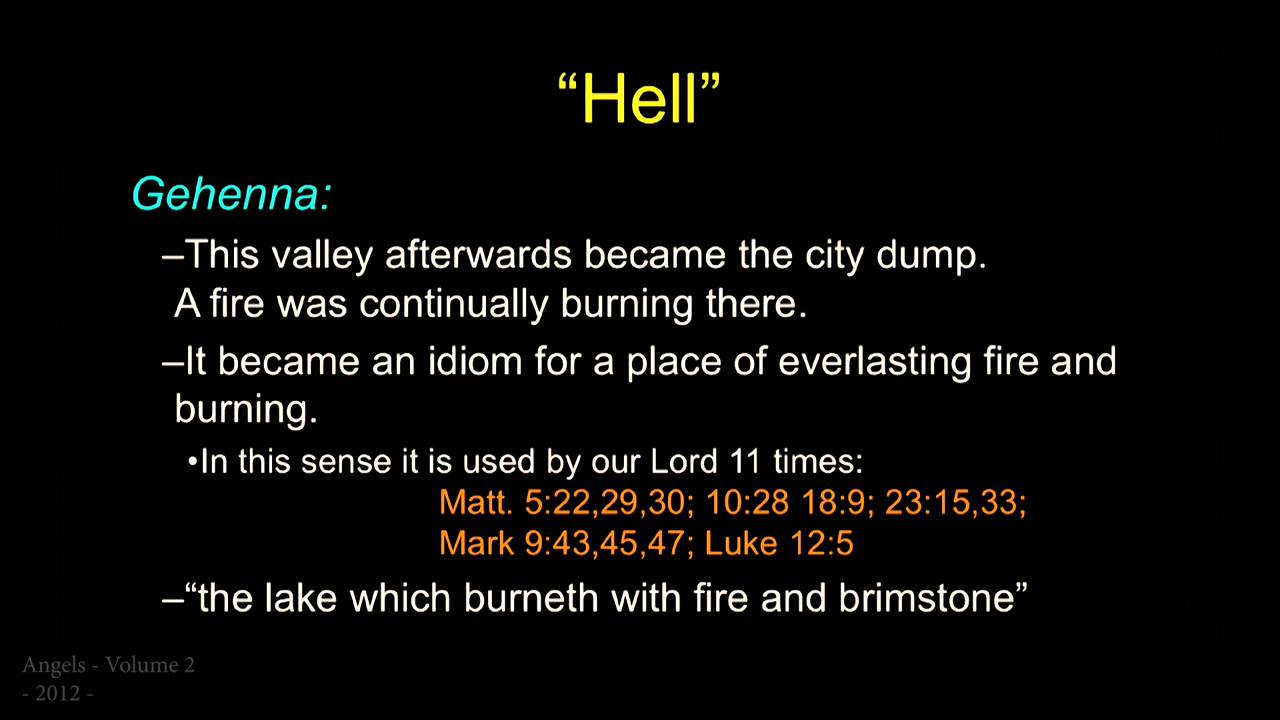 “Hell”
Gehenna:
–This valley afterwards became the city dump.
A fire was continually burning there.
–It became an idiom for a place of everlasting fire and
burning.
•In this sense it is used by our Lord 11 times:
Matt. 5:22,29,30; 10:28 18:9; 23:15,33;
Mark 9:43,45,47; Luke 12:5
–“the lake which burneth with fire and brimstone”
Angels - Volume 2
- 2012 -